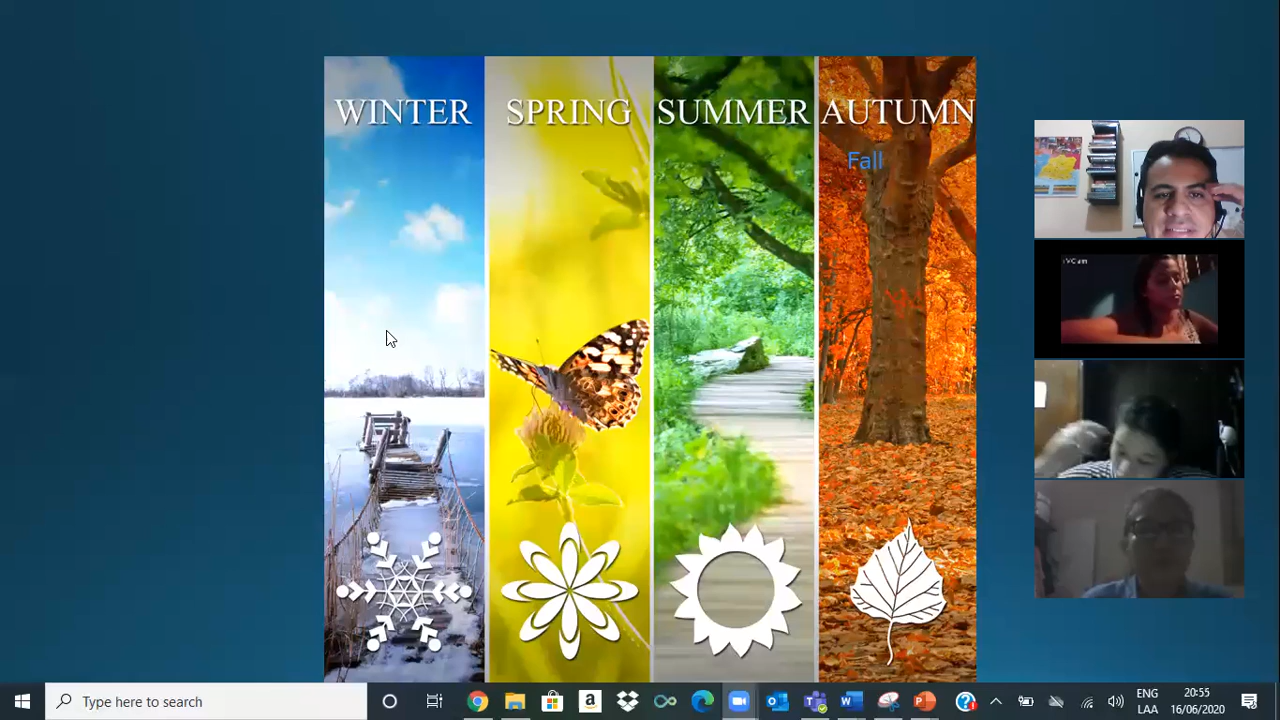 WINTER SPRING SUMMER AUTUMN
Fall
Type here to search
ENG
LAA
20:55
16/06/2020